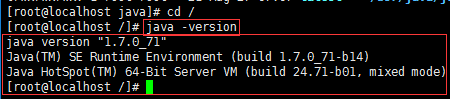 [root@localhost java]# cd /
[root@localhost /]# java -version
java version "1.7.0_71"
Java(TM) SE Runtime Environment (build 1.7.0_71-b14)
Java HotSpot(TM) 64-Bit Server VM (build 24.71-b01, mixed mode)
[root@localhost /]#